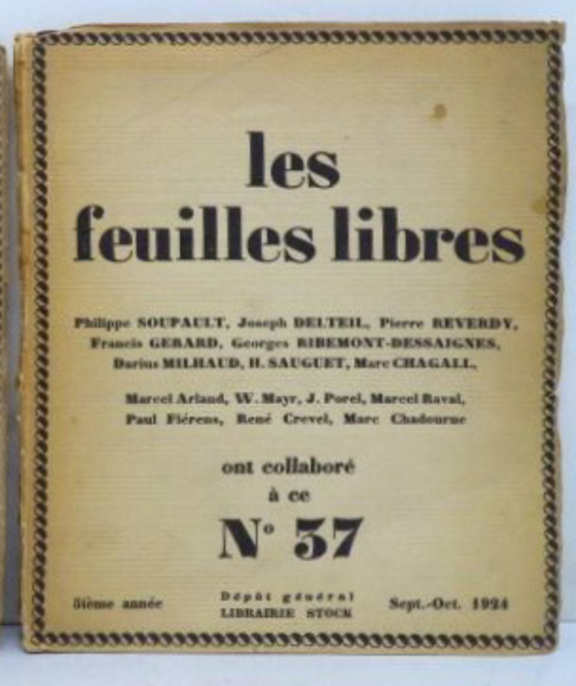 les
feuilles libres
Philippe SOUPAULT, Joseph DELTEIL, Pierre REVERDY,
Francis GERARD, Georges RIBEMONT-DESSAIGNES,
Darius MILHAUD, H. SAUGUET, Marc CHAGALL,
Marcel Arland, W. Mayr, J. Porel, Marcel Raval,
Paul Fiérens, René Crevel, Marc Chadourne
ont collaboré
à ce
N° 37
5ième année
Dépôt général
LIBRAIRIE STOCK
Sept.-Oct. 1924